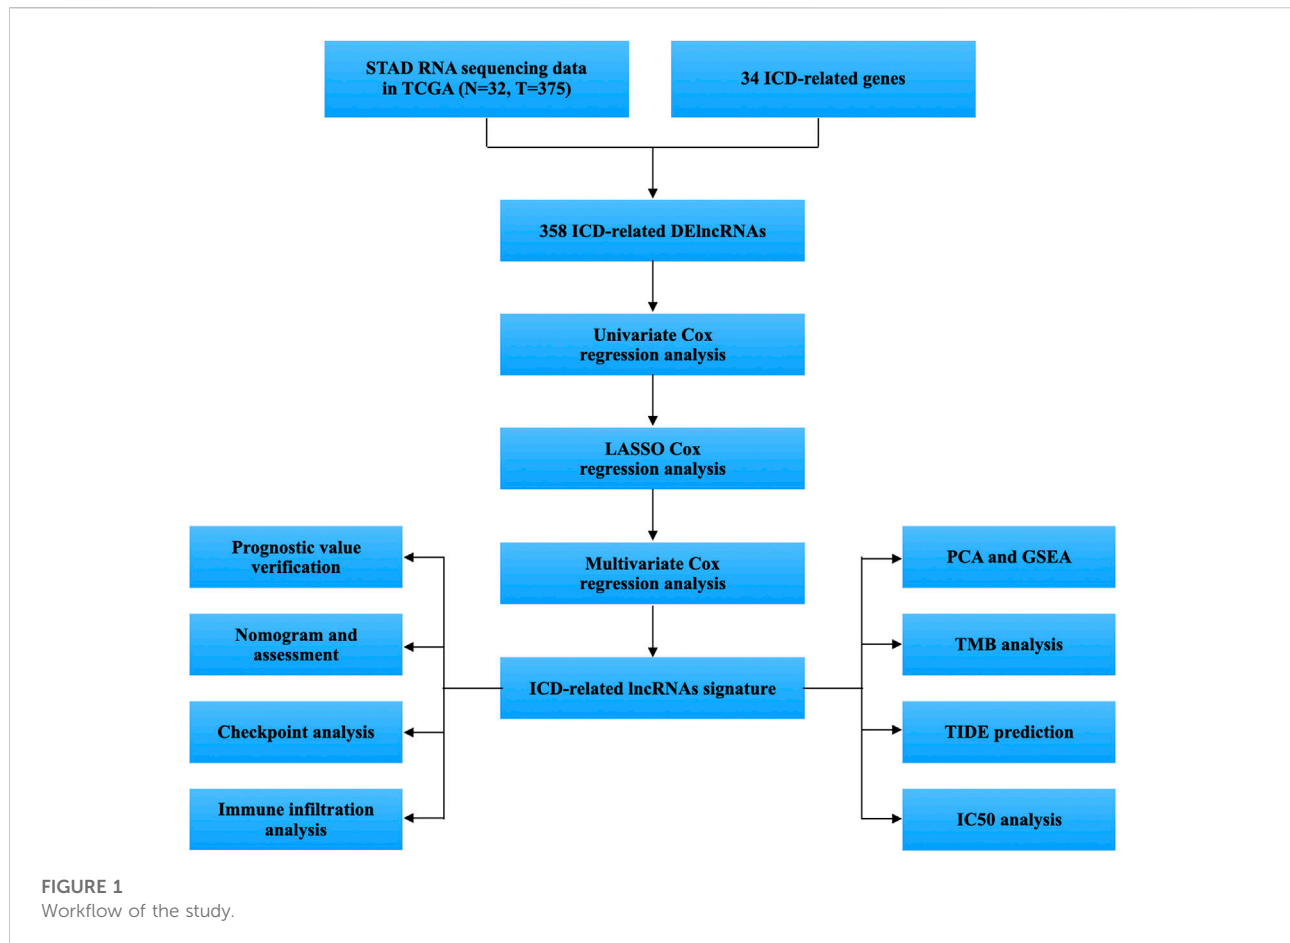 STAD RNA sequencing data
in TCGA (N=32, T=375)
34 ICD-related genes
358 ICD-related DElncRNAs
Univariate Cox
regression analysis
LASSO Cox
regression analysis
Multivariate Cox
regression analysis
ICD-related lncRNAs signature
Prognostic value
verification
Nomogram and
assessment
Checkpoint analysis
Immune infiltration
analysis
PCA and GSEA
TMB analysis
TIDE prediction
IC50 analysis
FIGURE 1
Workflow of the study.